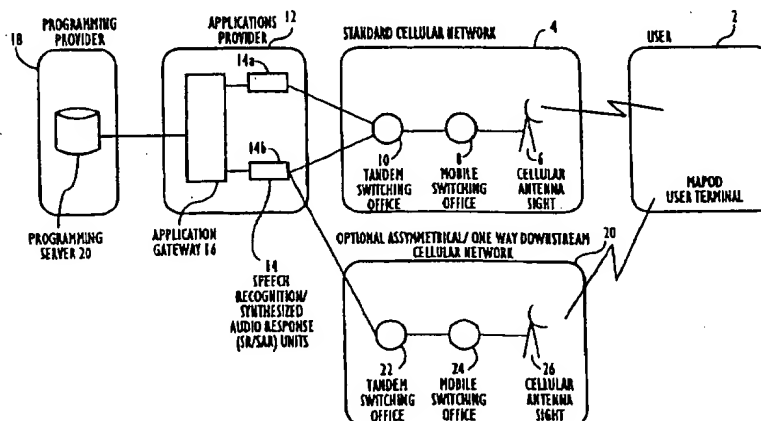 PROGRAMMING
PROVIDER
18
PROGRAMMING
SERVER 20
APPLICATIONS
PROVIDER
12
14a
14b
APPLICATION
GATEWAY 16
14
SPEECH
RECOGNITION/
SYNTHESIZED
AUDIO RESPONSE
(SR/SAR) UNITS
STANDARD CELLULAR NETWORK
4
10
TANDEM
SWITCHING
OFFICE
8
MOBILE
SWITCHING
OFFICE
6
CELLULAR
ANTENNA
SIGHT
USER
2
MAPOD
USER TERMINAL
OPTIONAL ASSYMETRICAL/ ONE WAY DOWNSTREAM
CELLULAR NETWORK
20
22
TANDEM
SWITCHING
OFFICE
24
MOBILE
SWITCHING
OFFICE
26
CELLULAR
ANTENNA
SIGHT